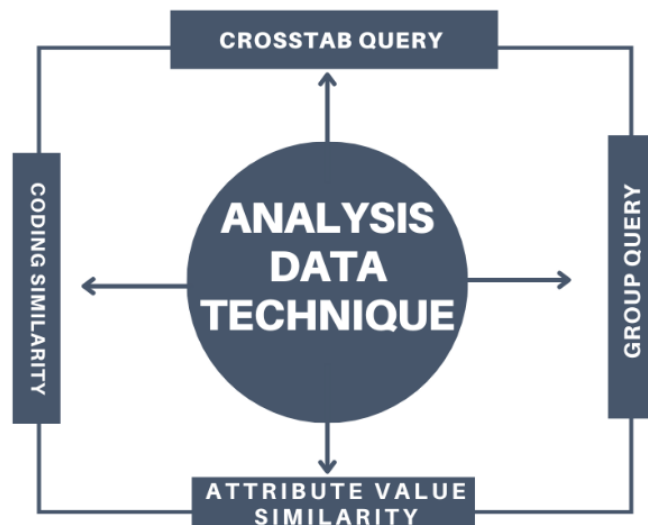 CROSSTAB QUERY
CODING SIMILARITY
ANALYSIS
DATA
TECHNIQUE
GROUP QUERY
ATTRIBUTE VALUE
SIMILARITY